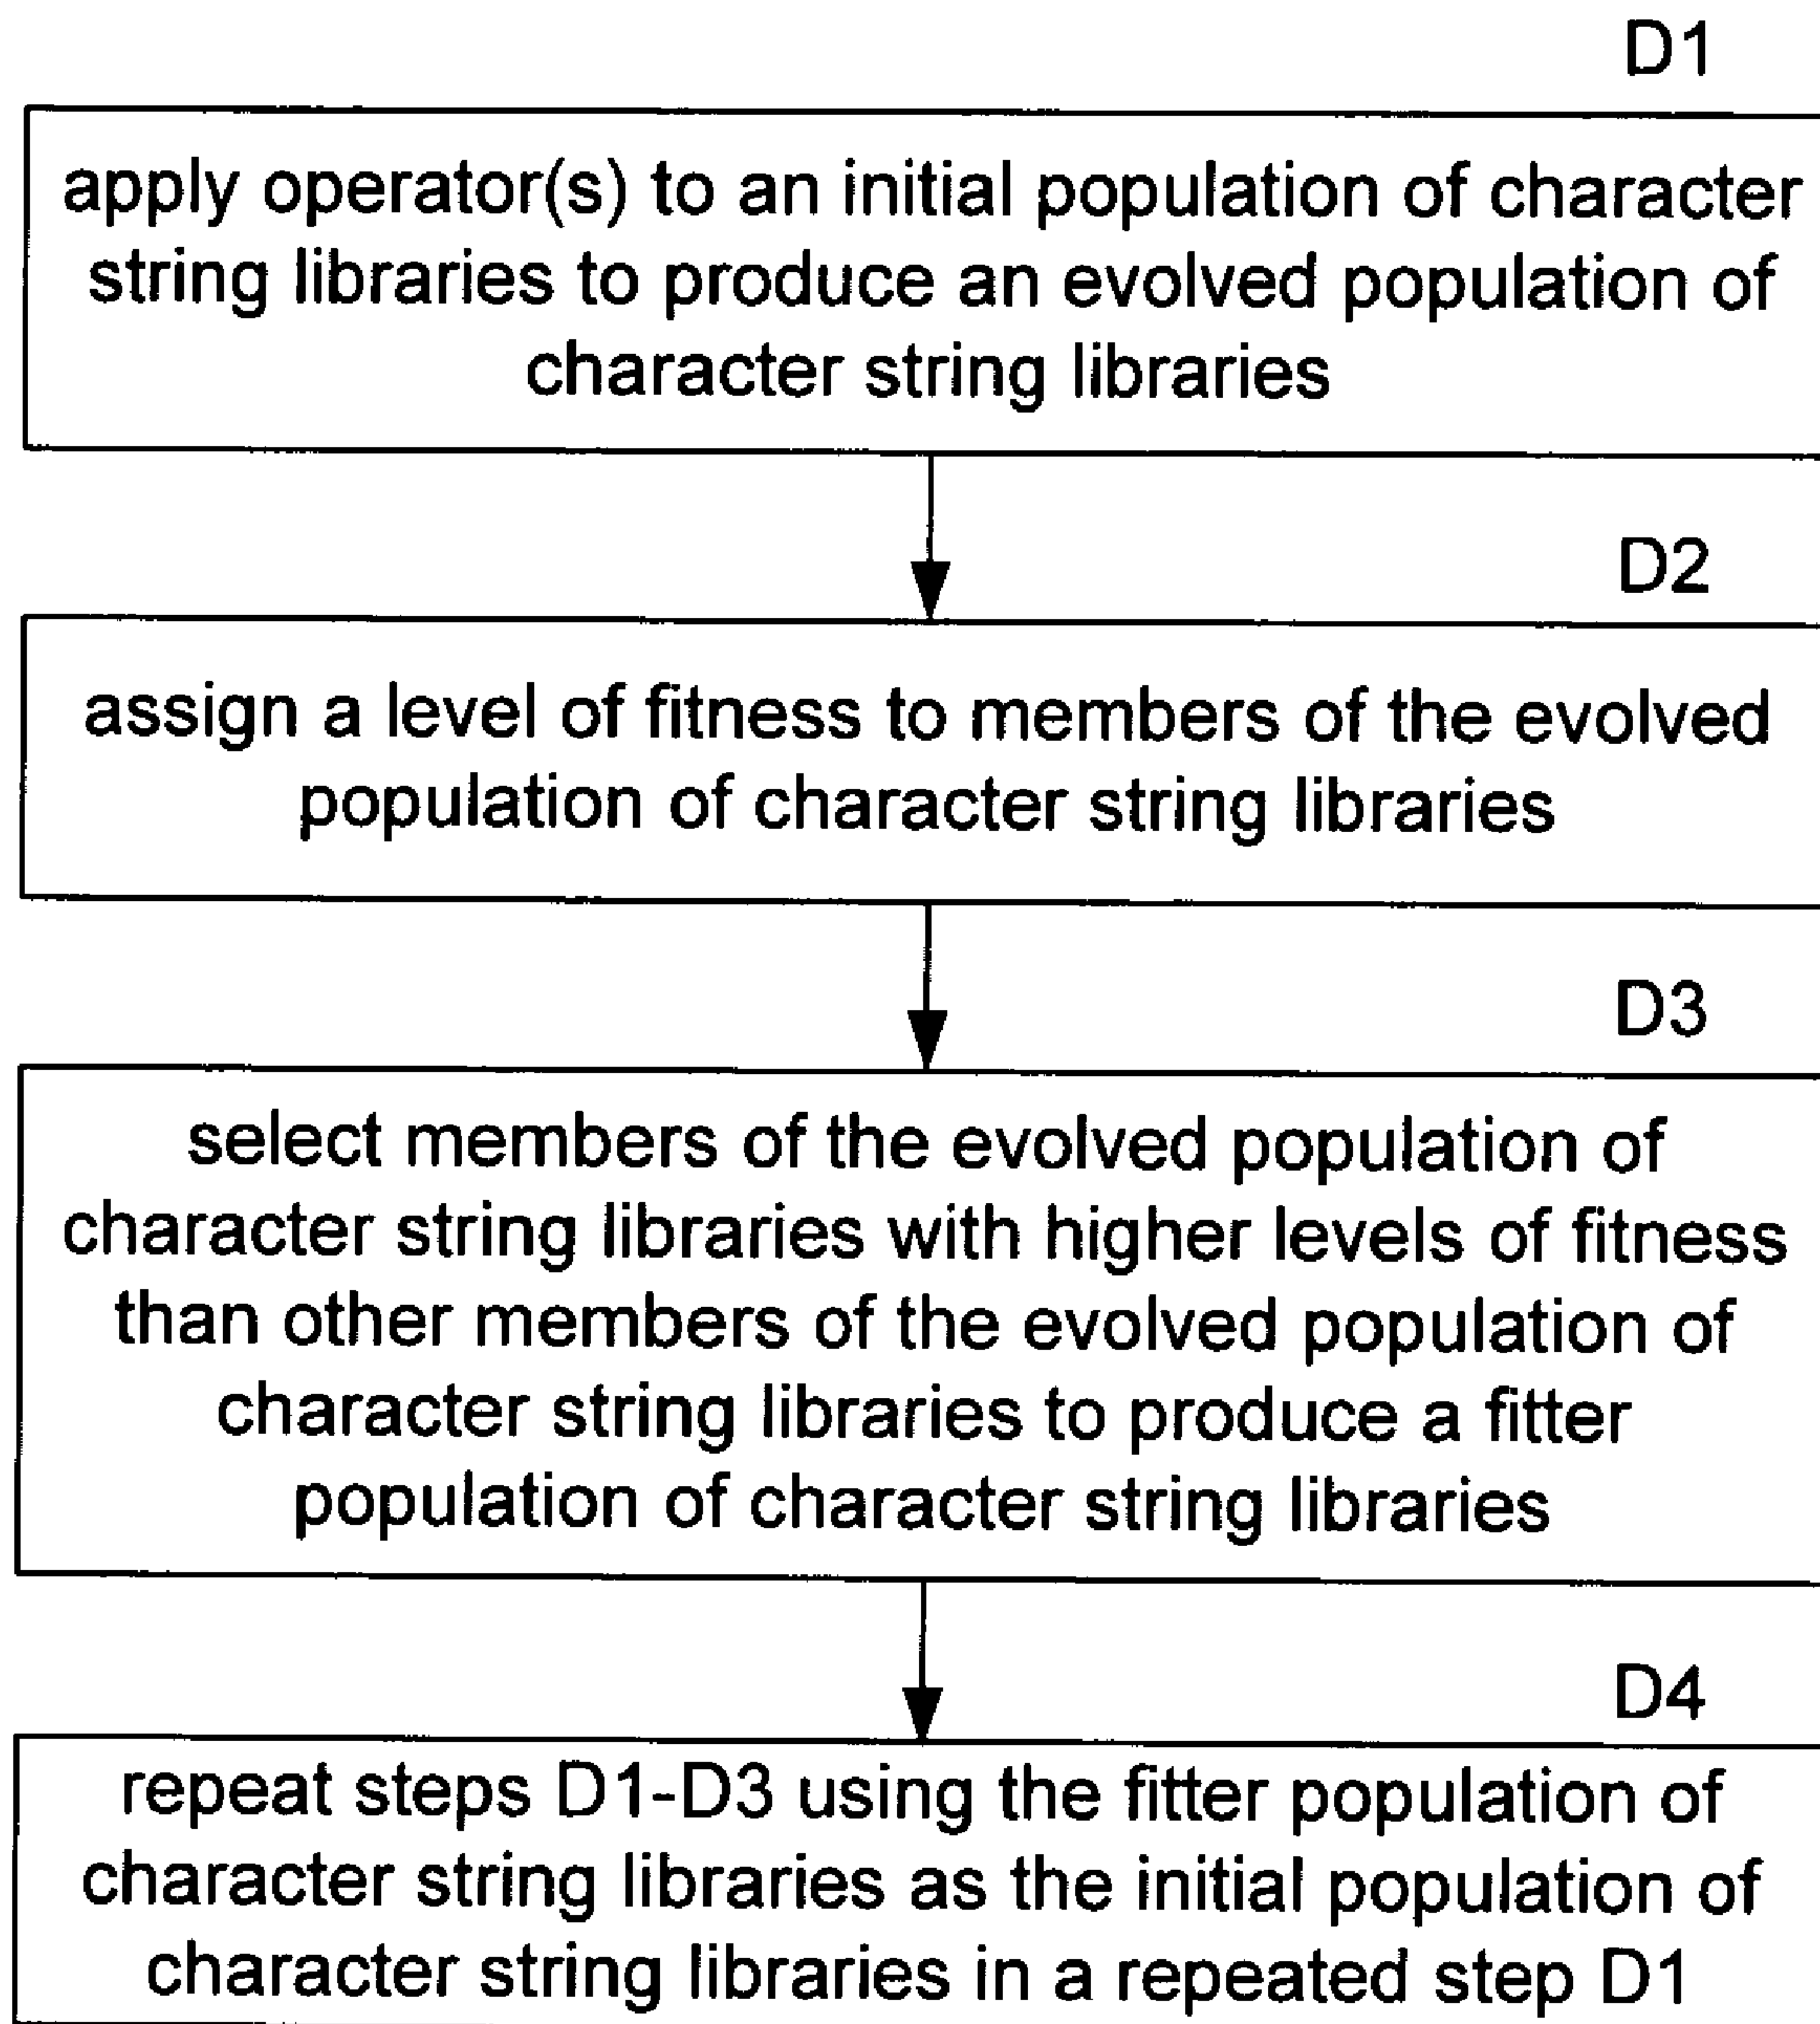 D1
apply operator(s) to an initial population of character
string libraries to produce an evolved population of
character string libraries
D2
assign a level of fitness to members of the evolved
population of character string libraries
D3
select members of the evolved population of
character string libraries with higher levels of fitness
than other members of the evolved population of
character string libraries to produce a fitter
population of character string libraries
D4
repeat steps D1-D3 using the fitter population of
character string libraries as the initial population of
character string libraries in a repeated step D1